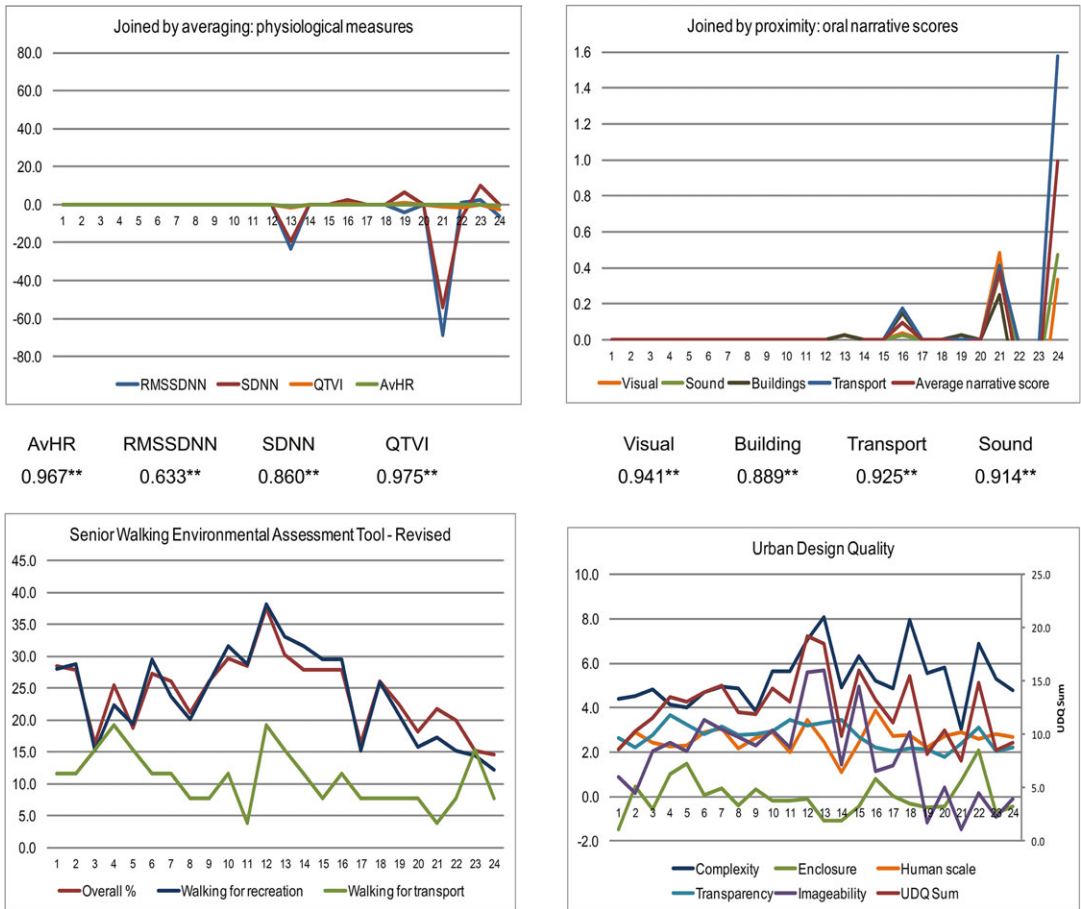 Joined by averaging: physiological measures
80.0
60.0
40.0
20.0
0.0
-20.0
-40.0
-60.0
-80.0
1 2 3 4 5 6 7 8 9 10 11 12 13 14 15 16 17 18 19 20 21 22 23 24
RMSSDNN SDNN QTVI AvHR
Joined by proximity: oral narrative scores
1.6
1.4
1.2
1.0
0.8
0.6
0.4
0.2
0.0
1 2 3 4 5 6 7 8 9 10 11 12 13 14 15 16 17 18 19 20 21 22 23 24
Visual Sound Buildings Transport Average narrative score
AvHR RMSSDNN SDNN QTVI
0.967** 0.633** 0.860** 0.975**
Visual Building Transport Sound
0.941** 0.889** 0.925** 0.914**
Senior Walking Environmental Assessment Tool - Revised
45.0
40.0
35.0
30.0
25.0
20.0
15.0
10.0
5.0
0.0
1 2 3 4 5 6 7 8 9 10 11 12 13 14 15 16 17 18 19 20 21 22 23 24
Overall % Walking for recreation Walking for transport
Urban Design Quality
10.0
8.0
6.0
4.0
2.0
0.0
-2.0
25.0
20.0
15.0
10.0
5.0
0.0
UDQ Sum
1 2 3 4 5 6 7 8 9 10 11 12 13 14 15 16 17 18 19 20 21 22 23 24
Complexity Enclosure Human scale
Transparency Imageability UDQ Sum